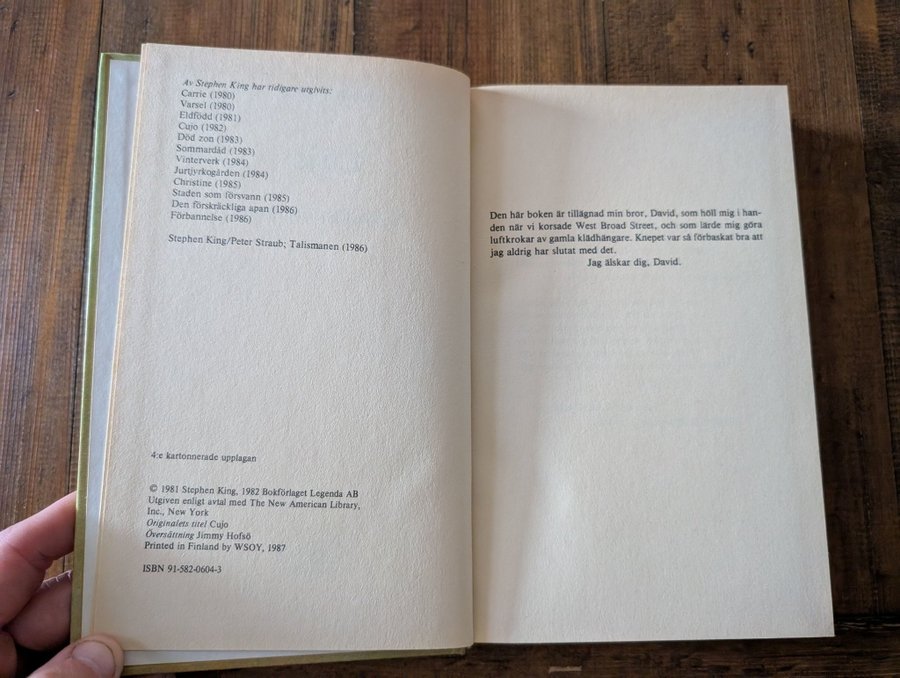 Av Stephen King har tidigare utgivits:
Carrie (1980)
Varsel (1980)
Eldfödd (1981)
Cujo (1982)
Död zon (1983)
Sommardåd (1983)
Vinterverk (1984)
Jurtjyrkogården (1984)
Christine (1985)
Staden som försvann (1985)
Den förskräckliga apan (1986)
Förbannelse (1986)
Stephen King/Peter Straub; Talismanen (1986)
4:e kartonnerade upplagan
© 1981 Stephen King, 1982 Bokförlaget Legenda AB
Utgiven enligt avtal med The New American Library,
Inc., New York
Originalets titel Cujo
Översättning Jimmy Hofsö
Printed in Finland by WSOY, 1987
ISBN 91-582-0604-3
Den här boken är tillägnad min bror, David, som höll mig i han-
den när vi korsade West Broad Street, och som lärde mig göra
luftkrokar av gamla klädhängare. Knepet var så förbaskat bra att
jag aldrig har slutat med det.
Jag älskar dig, David.